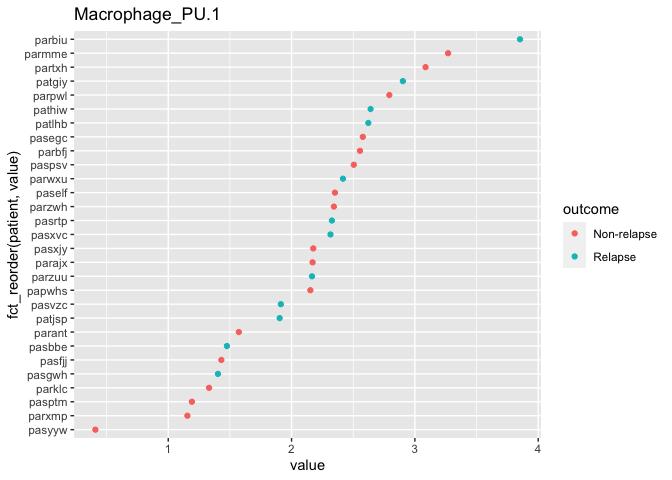 Macrophage_PU.1
fct_reorder(patient, value)
parbiu
parmme
partxh
patgiy
parpwl
pathiw
patlhb
pasegc
parbfj
paspsv
parwxu
paself
parzwh
pasrtp
pasxvc
pasxjy
parajx
parzuu
papwhs
pasvzc
patjsp
parant
pasbbe
pasfjj
pasgwh
parklc
pasptm
parxmp
pasyyw
1 2 3 4
value
outcome
Non-relapse
Relapse